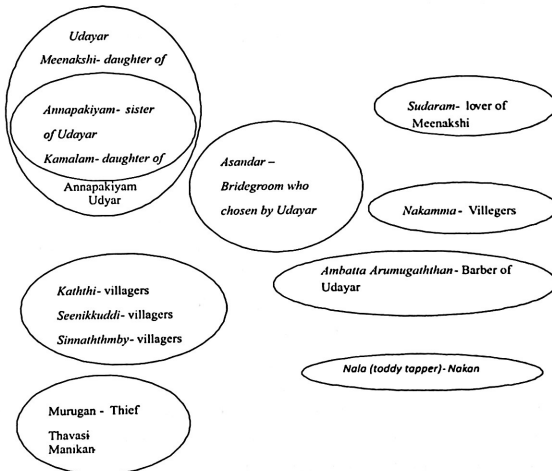 Udayar
Meenakshi- daughter of
Annapakiyam- sister
of Udayar
Kamalam- daughter of
Annapakiyam
Udyar
Asandar –
Bridegroom who
chosen by Udayar
Sudaram- lover of
Meenakshi
Nakamma- Villegers
Ambatta Arumugaththan- Barber of
Udayar
Kaththi- villagers
Seenikkuddi- villagers
Sinnaththmby- villagers
Nala (toddy tapper)- Nakan
Murugan - Thief
Thavasi
Manikan